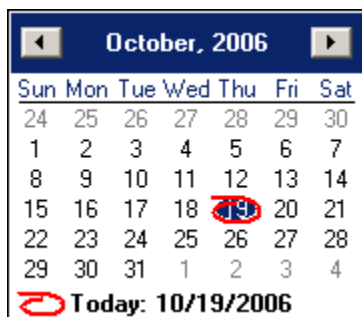 October, 2006
Sun Mon Tue Wed Thu Fri Sat
24 25 26 27 28 29 30
1 2 3 4 5 6 7
8 9 10 11 12 13 14
15 16 17 18 19 20 21
22 23 24 25 26 27 28
29 30 31 1 2 3 4
Today: 10/19/2006